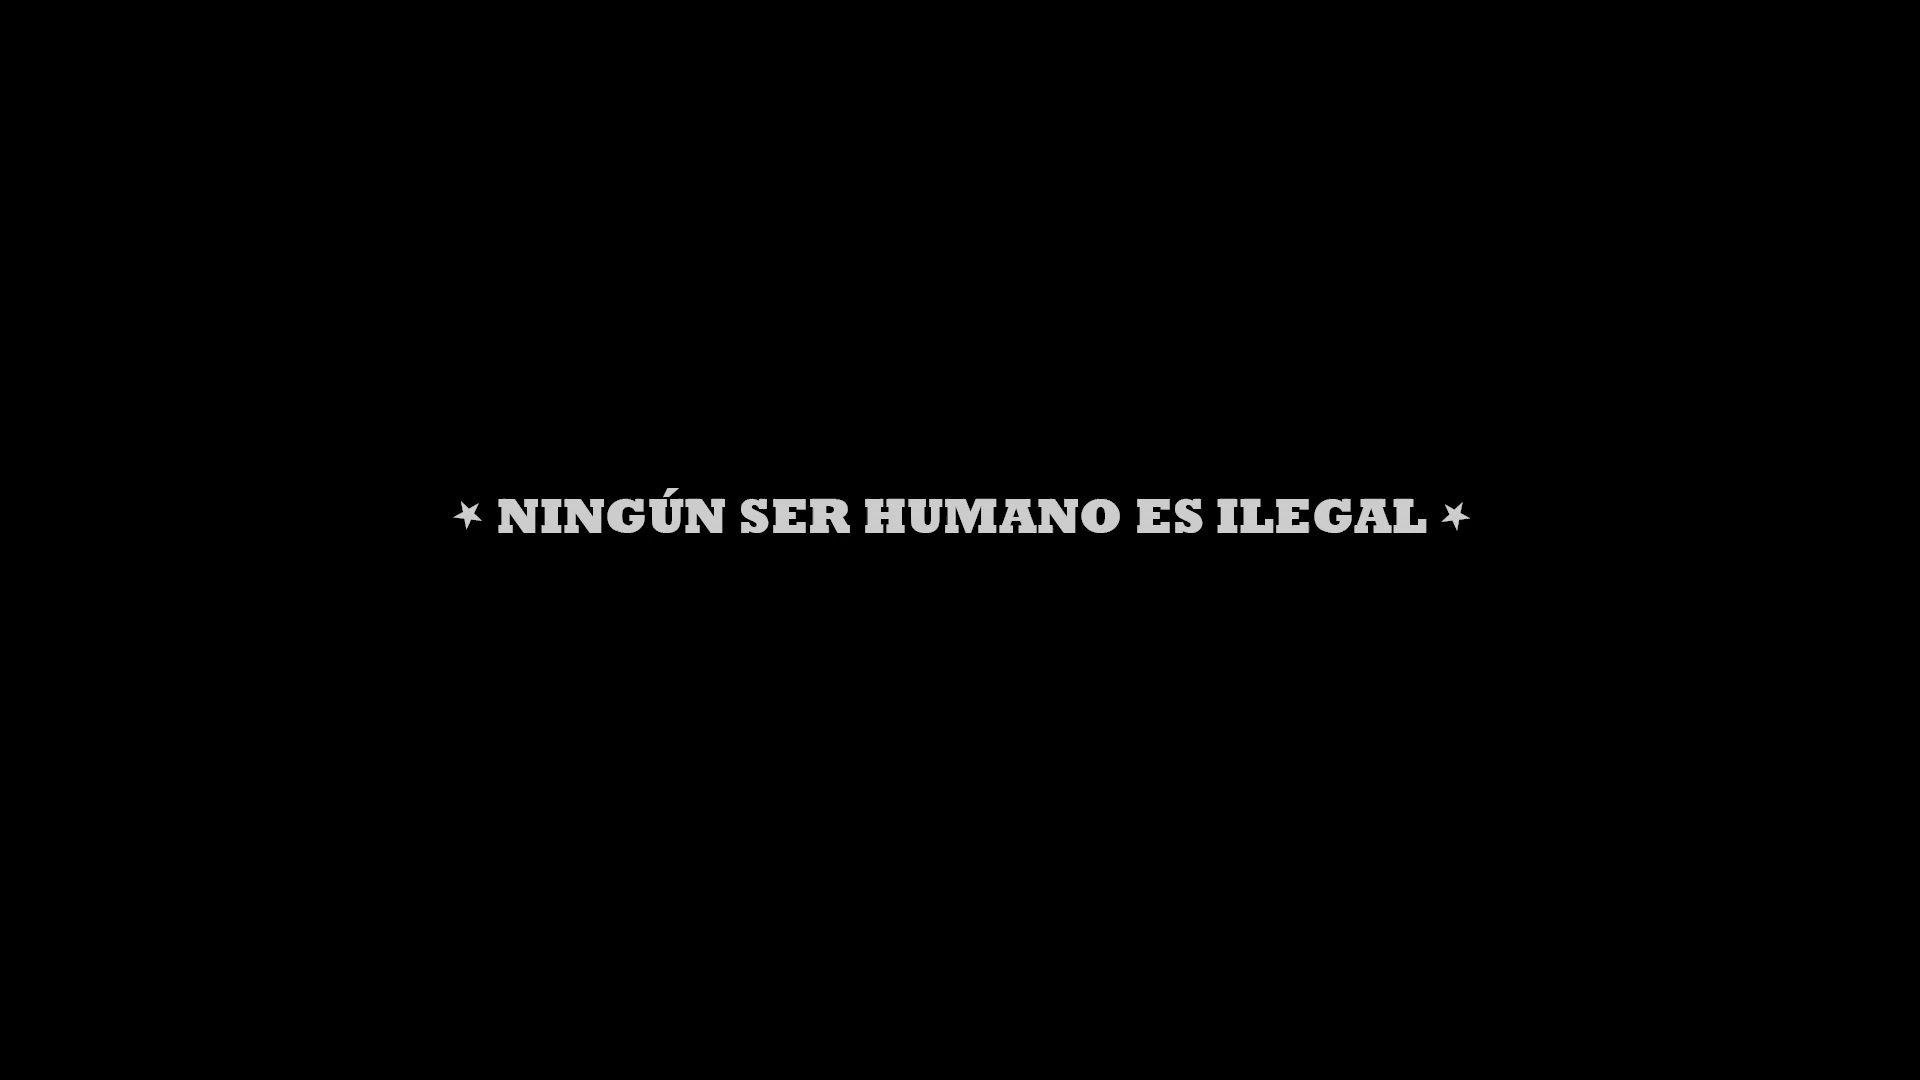 ★ NINGÚN SER HUMANO ES ILEGAL ★